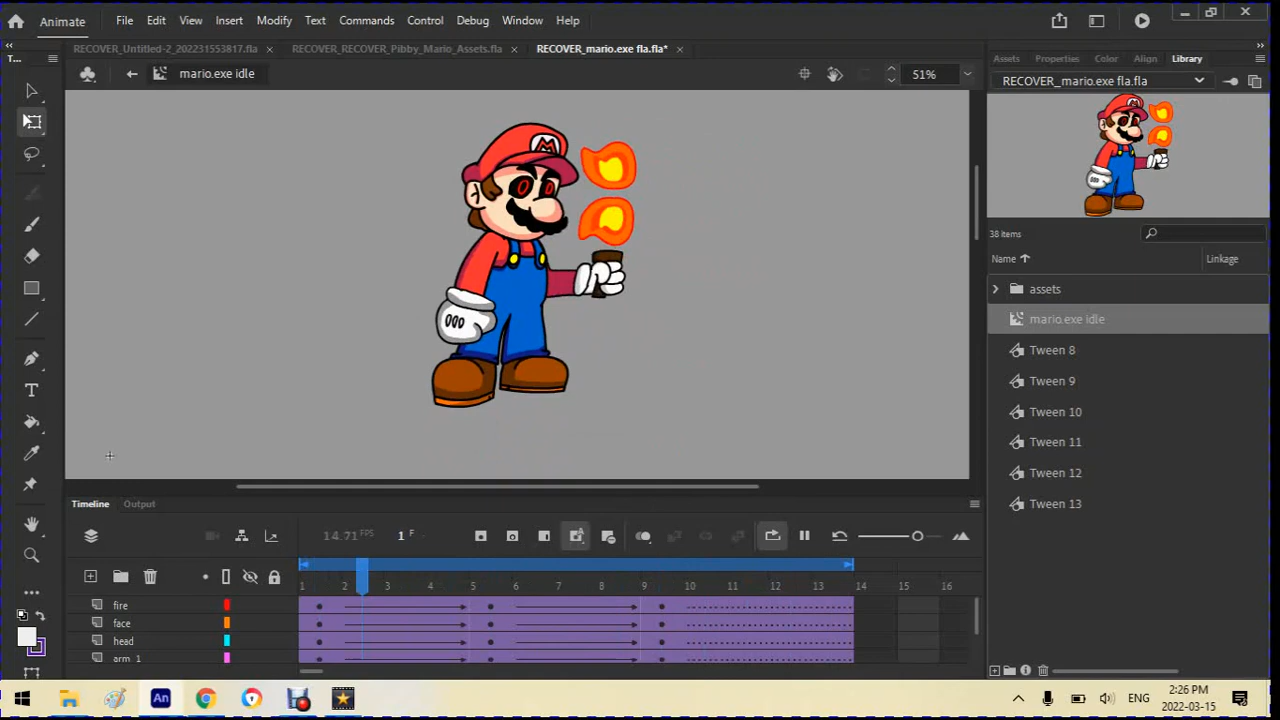 Animate File Edit View Insert Modify Text Commands Control Debug Window Help
RECOVER_Untitled-2_202231553817.fla RECOVER_RECOVER_Pibby_Mario_Assets.fla RECOVER_mario.exe fla.fla*
T... Assets Properties Color Align Library
mario.exe idle 51% RECOVER_mario.exe fla.fla
M
38 items
Name Linkage
assets
mario.exe idle
Tween 8
Tween 9
Tween 10
Tween 11
Tween 12
Tween 13
Timeline Output
14.71 FPS 1 F
1 2 3 4 5 6 7 8 9 10 11 12 13 14 15 16
fire
face
head
arm 1
An ENG 2:26 PM
2022-03-15